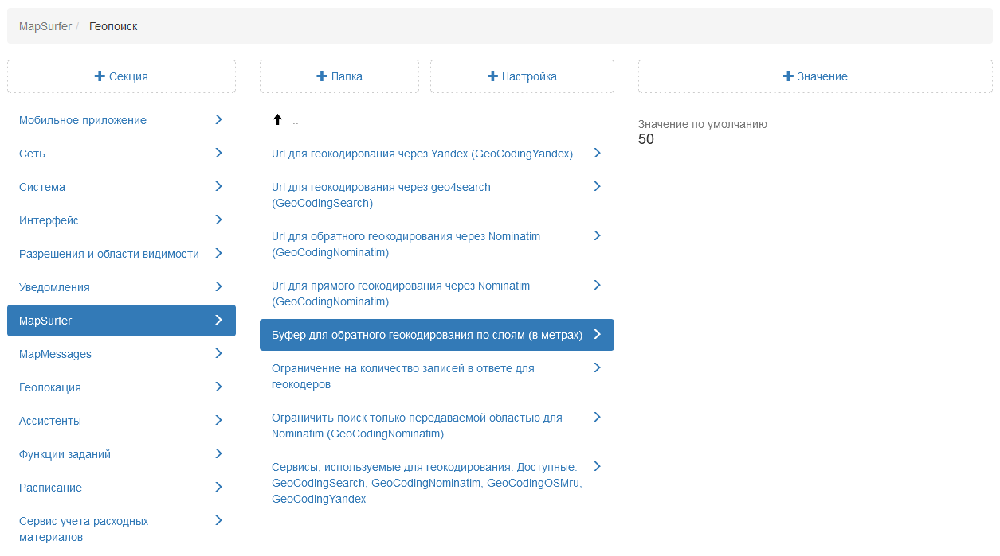 MapSurfer / Геопоиск
Секция
Папка
Настройка
Значение
Мобильное приложение
Сеть
Система
Интерфейс
Разрешения и области видимости
Уведомления
MapSurfer
MapMessages
Геолокация
Ассистенты
Функции заданий
Расписание
Сервис учета расходных
материалов
..
Url для геокодирования через Yandex (GeoCodingYandex)
Url для геокодирования через geo4search
(GeoCodingSearch)
Url для обратного геокодирования через Nominatim
(GeoCodingNominatim)
Url для прямого геокодирования через Nominatim
(GeoCodingNominatim)
Буфер для обратного геокодирования по слоям (в метрах)
Ограничение на количество записей в ответе для
геокодеров
Ограничить поиск только передаваемой областью для
Nominatim (GeoCodingNominatim)
Сервисы, используемые для геокодирования. Доступные:
GeoCodingSearch, GeoCodingNominatim, GeoCodingOSMru,
GeoCodingYandex
Значение по умолчанию
50